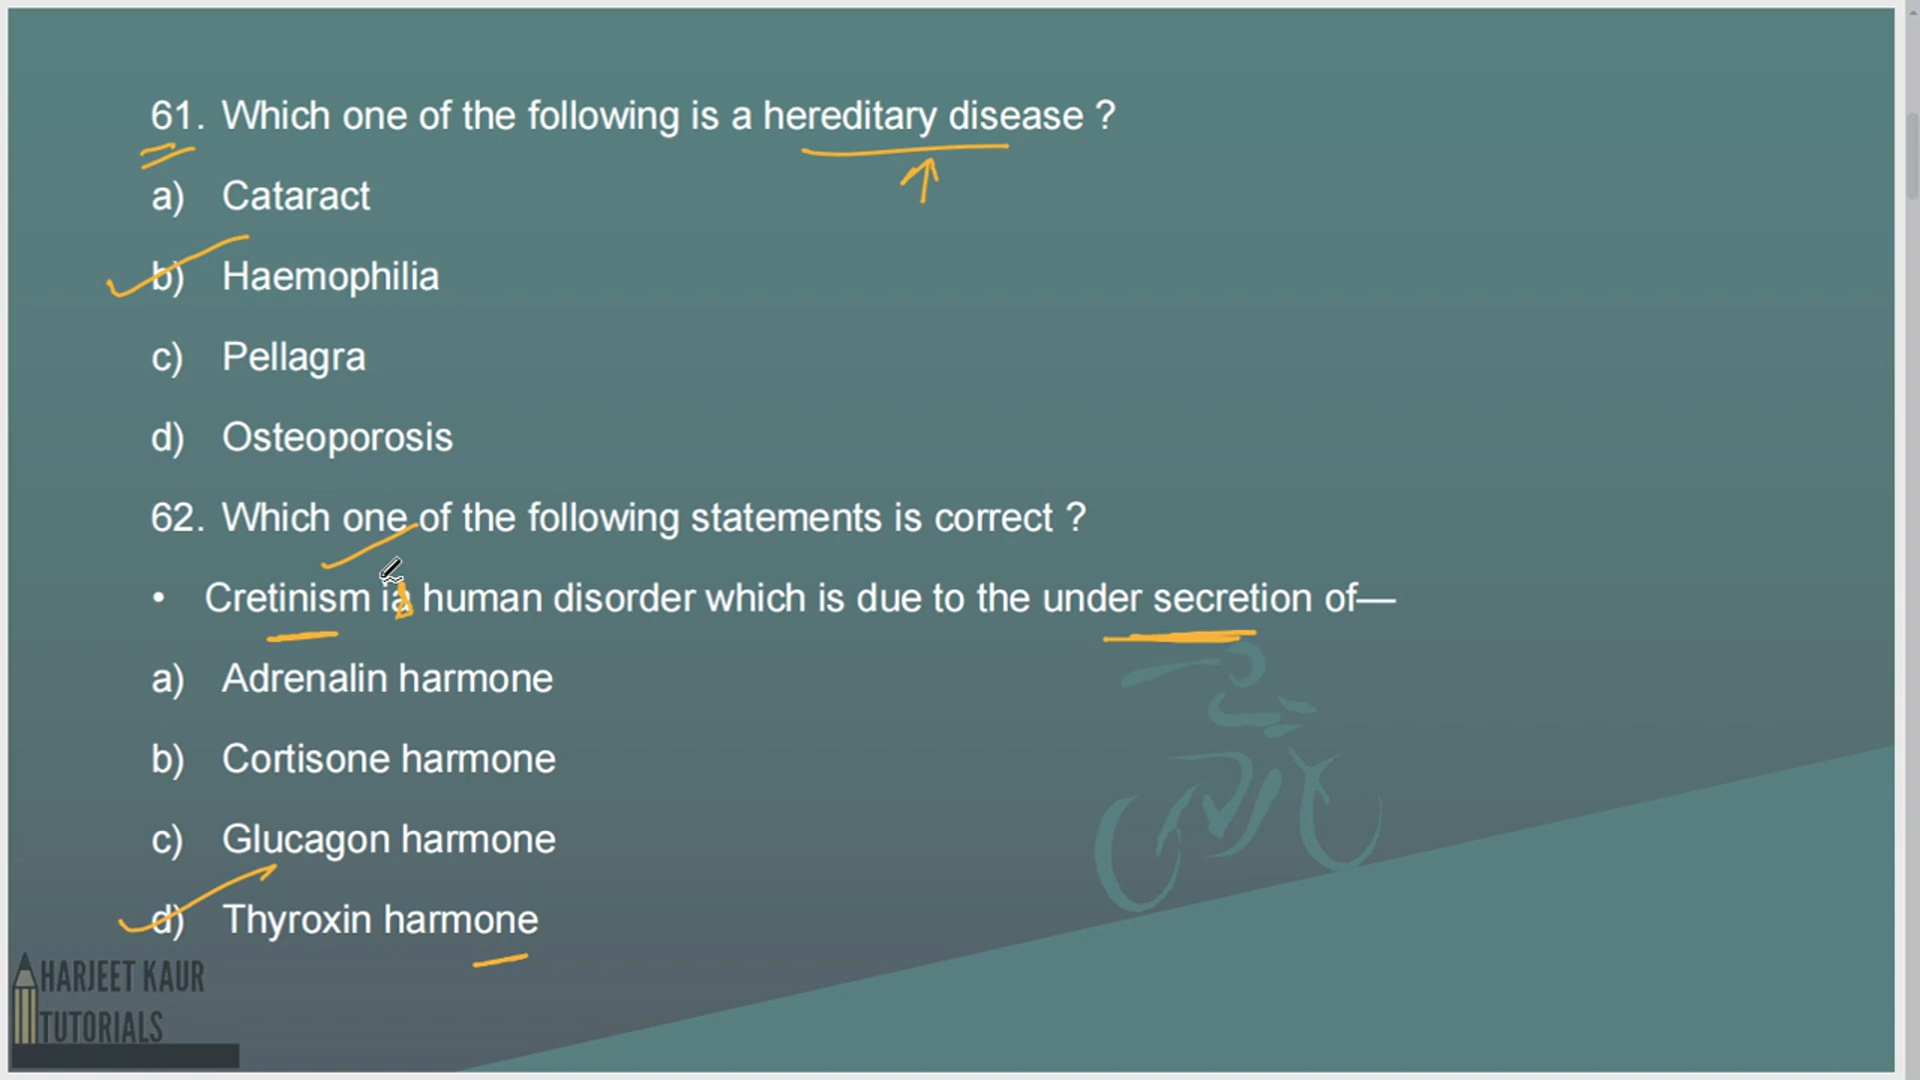 61. Which one of the following is a hereditary disease ?
a) Cataract
b) Haemophilia
c) Pellagra
d) Osteoporosis
62. Which one of the following statements is correct ?
• Cretinism ia human disorder which is due to the under secretion of—
a) Adrenalin harmone
b) Cortisone harmone
c) Glucagon harmone
d) Thyroxin harmone
HARJEET KAUR
TUTORIALS